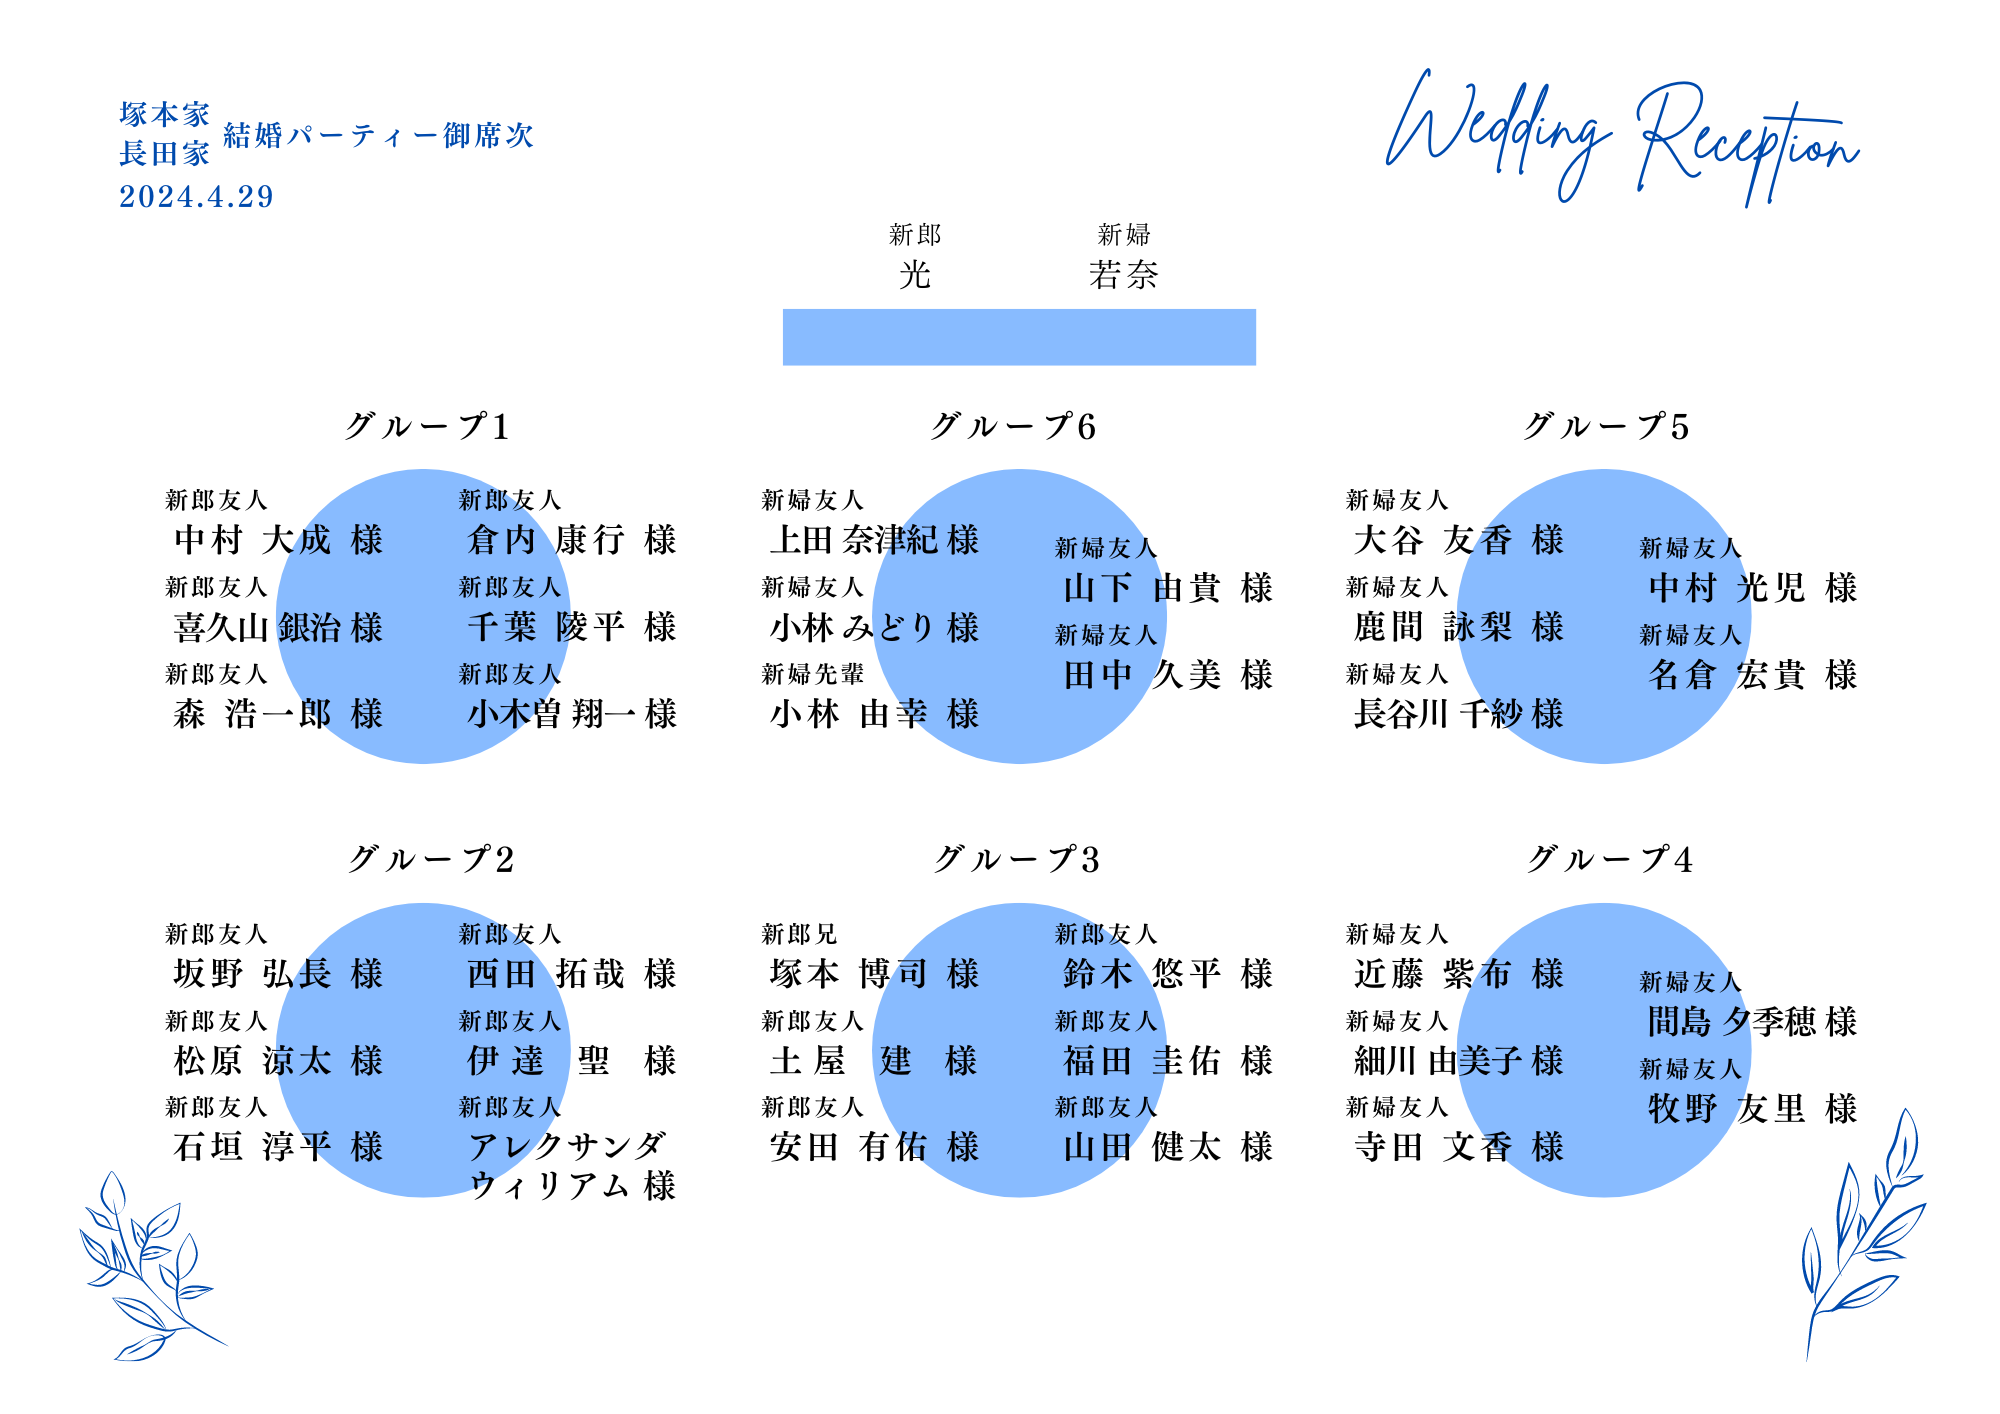 塚本家
長田家
結婚パーティー御席次
2024.4.29
Wedding Reception
新郎
光
新婦
若奈
グループ1
新郎友人
中村 大成 様
新郎友人
喜久山 銀治 様
新郎友人
森 浩一郎 様
新郎友人
倉内 康行 様
新郎友人
千葉 陵平 様
新郎友人
小木曽 翔一 様
グループ6
新婦友人
上田 奈津紀 様
新婦友人
小林 みどり 様
新婦先輩
小林 由幸 様
新婦友人
山下 由貴 様
新婦友人
田中 久美 様
グループ5
新婦友人
大谷 友香 様
新婦友人
鹿間 詠梨 様
新婦友人
長谷川 千紗 様
新婦友人
中村 光児 様
新婦友人
名倉 宏貴 様
グループ2
新郎友人
坂野 弘長 様
新郎友人
松原 涼太 様
新郎友人
石垣 淳平 様
新郎友人
西田 拓哉 様
新郎友人
伊達 聖 様
新郎友人
アレクサンダ
ウィリアム 様
グループ3
新郎兄
塚本 博司 様
新郎友人
土屋 建 様
新郎友人
安田 有佑 様
新郎友人
鈴木 悠平 様
新郎友人
福田 圭佑 様
新郎友人
山田 健太 様
グループ4
新婦友人
近藤 紫布 様
新婦友人
細川 由美子 様
新婦友人
寺田 文香 様
新婦友人
間島 夕季穂 様
新婦友人
牧野 友里 様